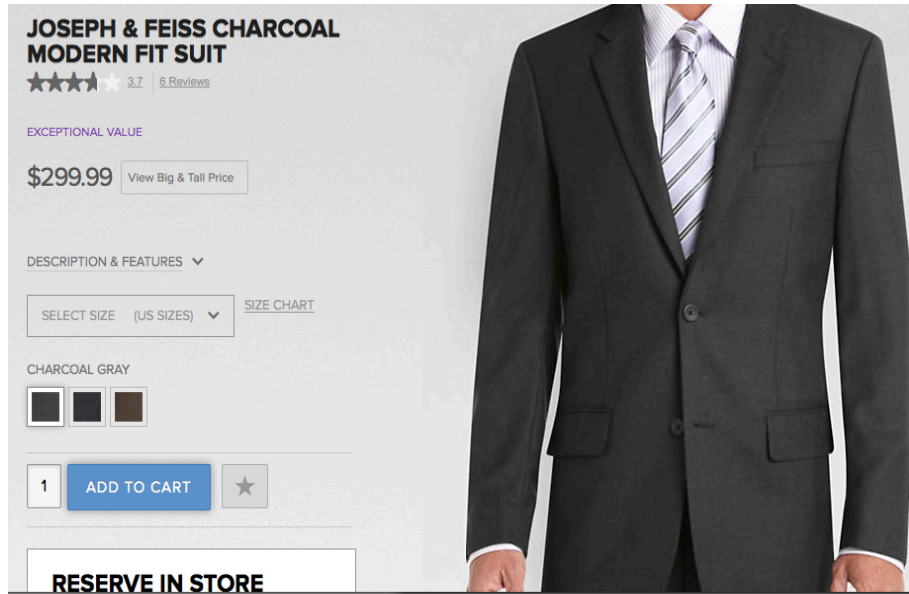 JOSEPH & FEISS CHARCOAL
MODERN FIT SUIT
3.7 6 Reviews
EXCEPTIONAL VALUE
$299.99 View Big & Tall Price
DESCRIPTION & FEATURES
SELECT SIZE (US SIZES) SIZE CHART
CHARCOAL GRAY
1 ADD TO CART
RESERVE IN STORE